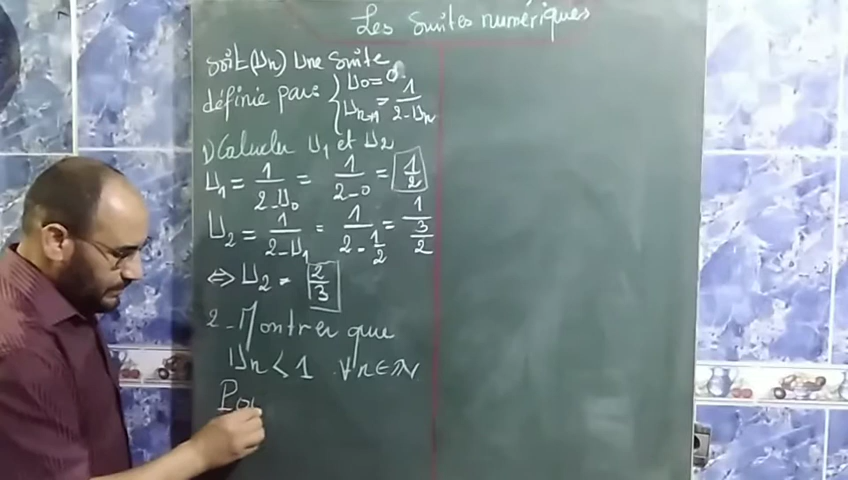 Les Suites numériques
soit (Un) Une suite
définie par: { U₀ = 0
Uₙ₊₁ = 1/(2-Uₙ)
1) Calculer U₁ et U₂
U₁ = 1/(2-U₀) = 1/(2-0) = 1/2
U₂ = 1/(2-U₁) = 1/(2-1/2) = 1/(3/2)
⇔ U₂ = 2/3
2-Montrer que
Uₙ < 1 ∀n∈ℕ
Pou